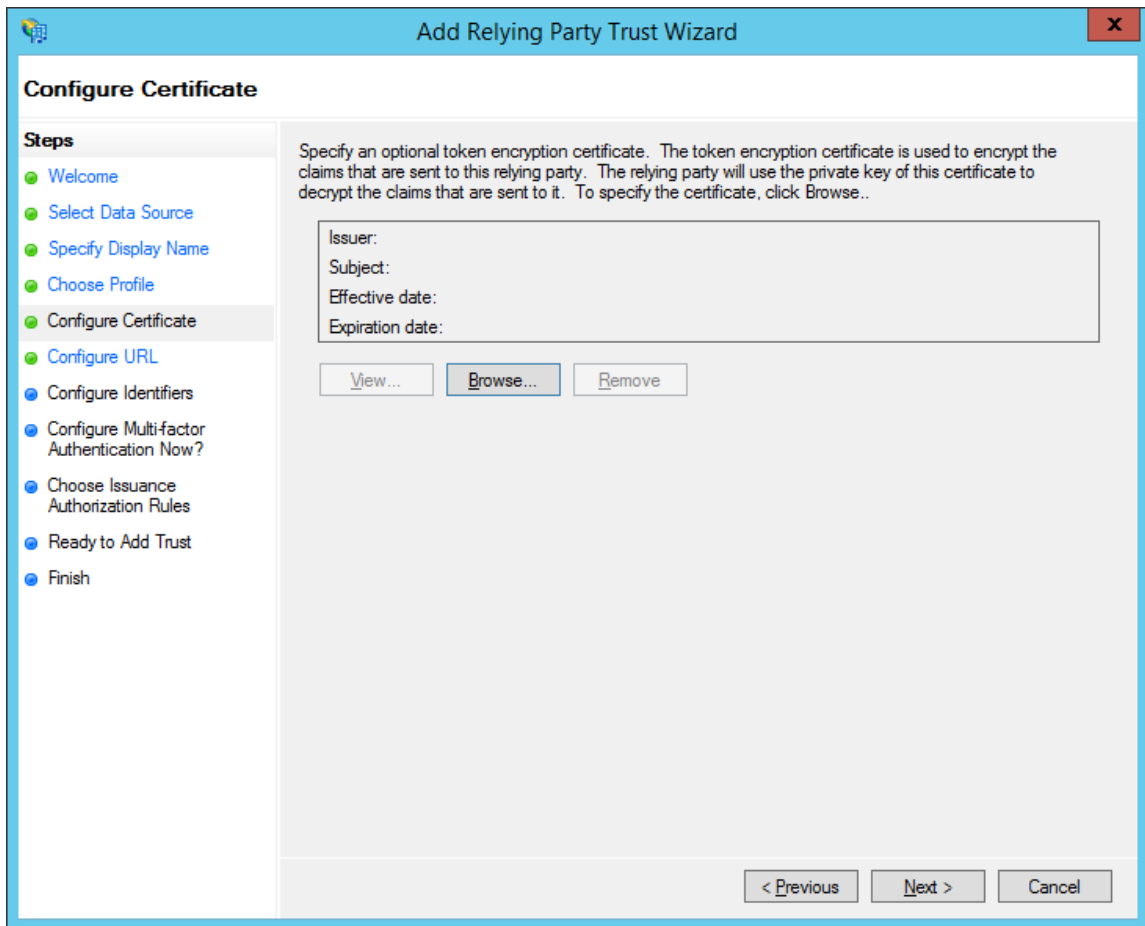 Add Relying Party Trust Wizard
x
Configure Certificate
Steps
Welcome
Select Data Source
Specify Display Name
Choose Profile
Configure Certificate
Configure URL
Configure Identifiers
Configure Multi-factor
Authentication Now?
Choose Issuance
Authorization Rules
Ready to Add Trust
Finish
Specify an optional token encryption certificate.  The token encryption certificate is used to encrypt the
claims that are sent to this relying party.  The relying party will use the private key of this certificate to
decrypt the claims that are sent to it.  To specify the certificate, click Browse..
Issuer:
Subject:
Effective date:
Expiration date:
View...
Browse...
Remove
< Previous
Next >
Cancel